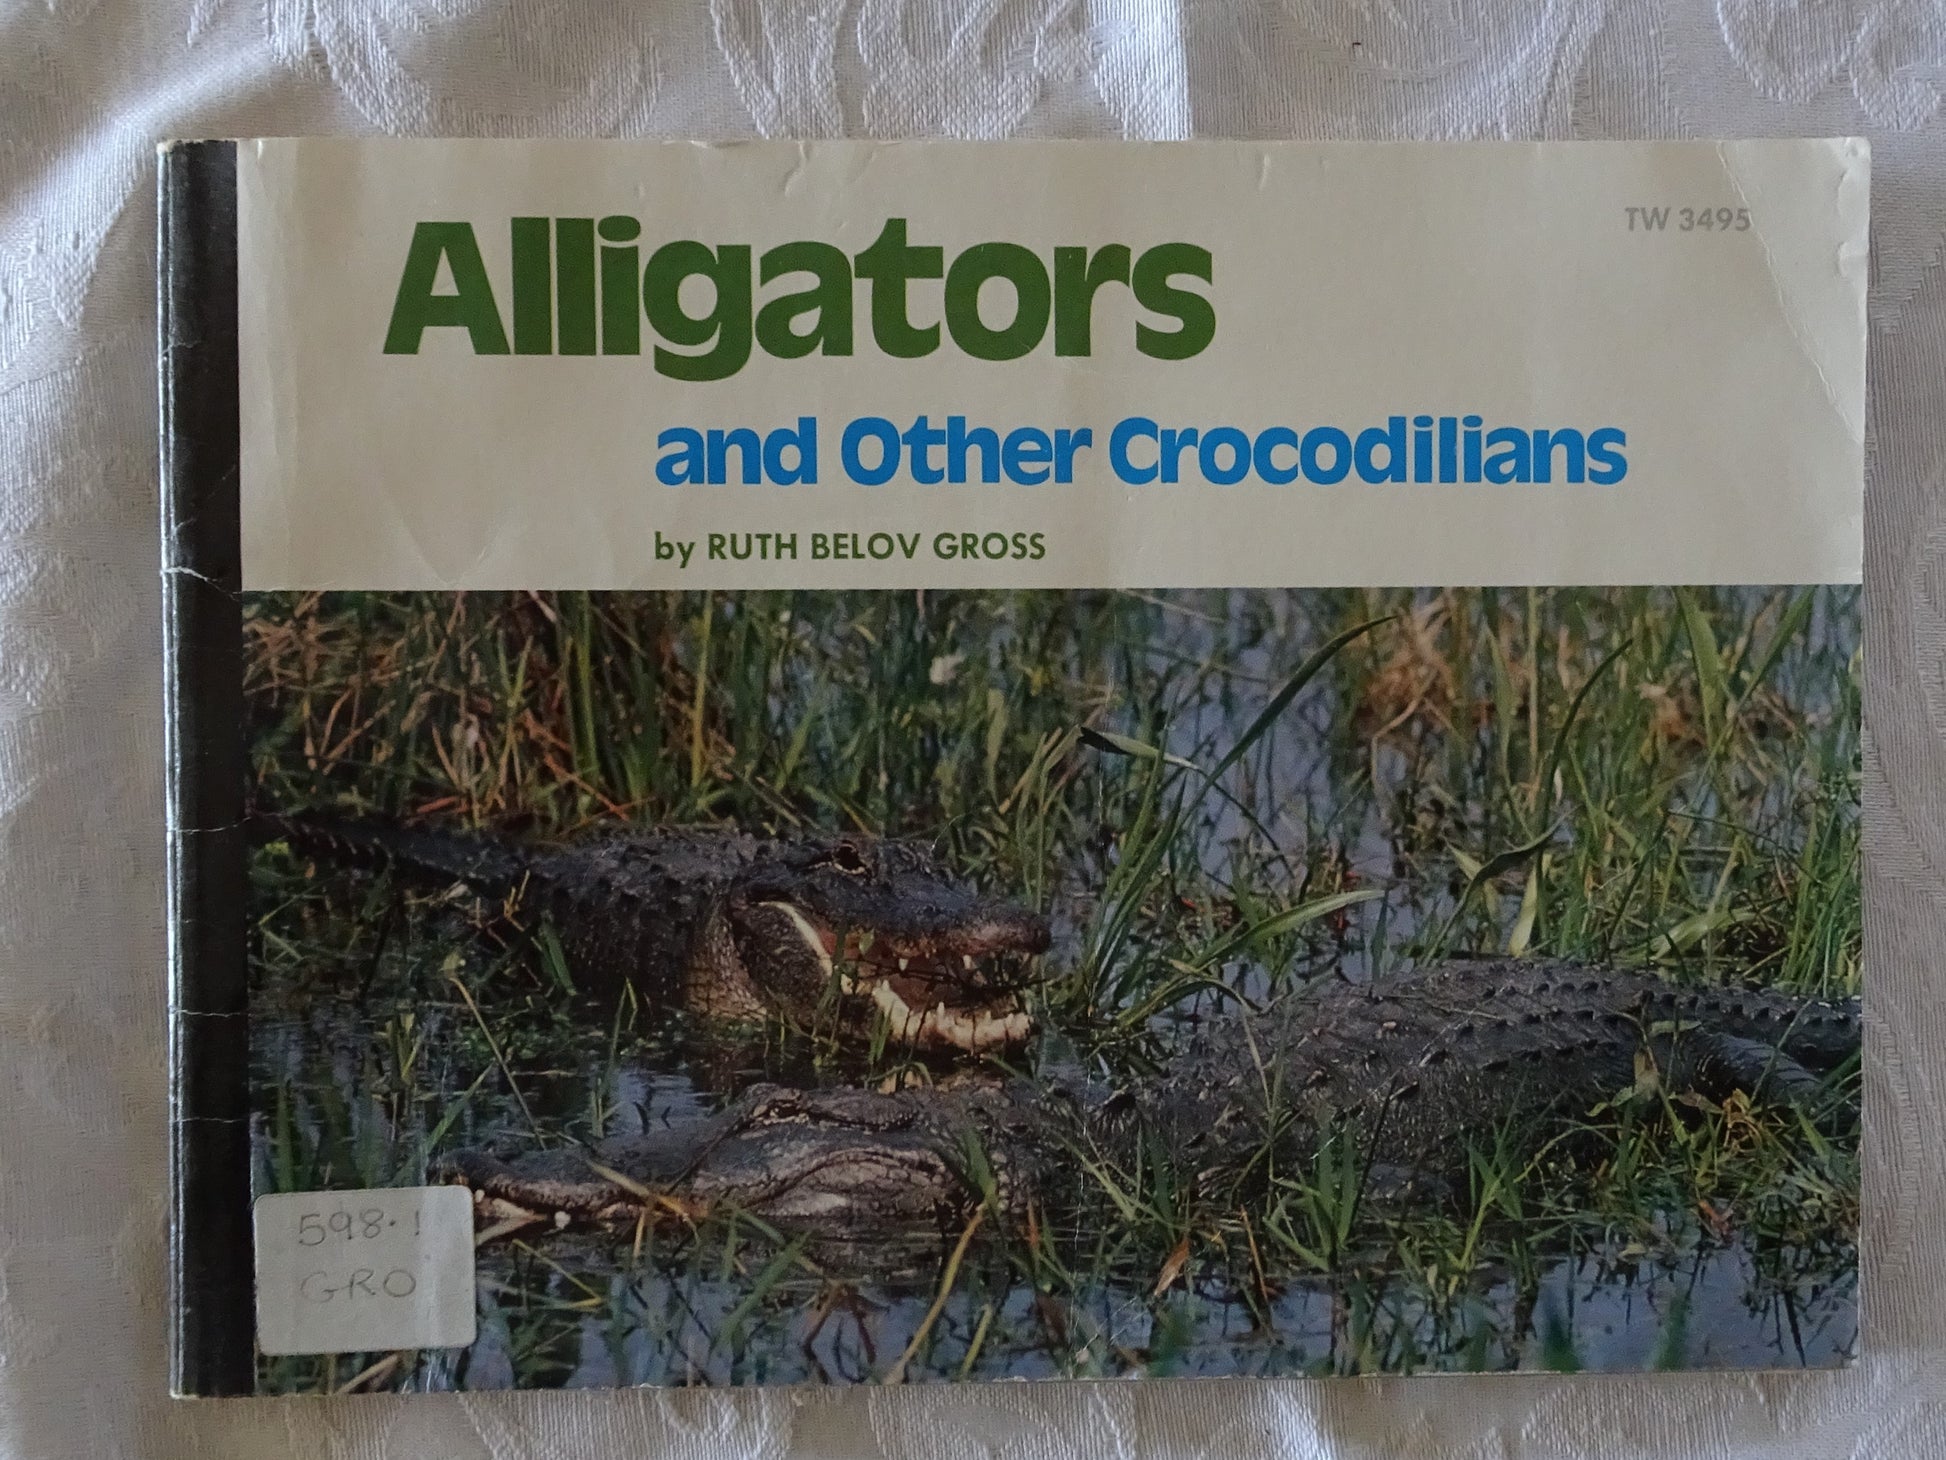 TW 3495
Alligators
and Other Crocodilians
by RUTH BELOV GROSS
598.1
GRO